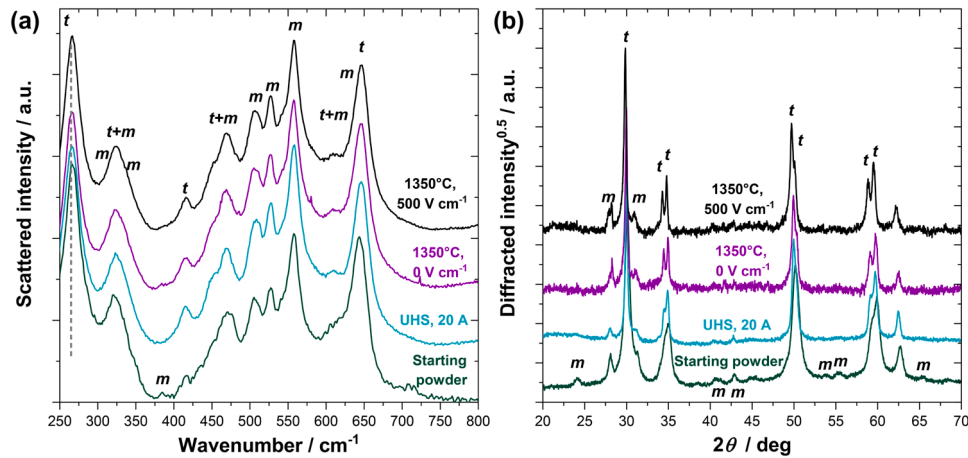 (a)
t
m
t
t+m
m
m
t
t+m
m
m
t+m
m
m
1350°C,
500 V cm⁻¹
1350°C,
0 V cm⁻¹
UHS, 20 A
Starting
powder
Scattered intensity / a.u.
250 300 350 400 450 500 550 600 650 700 750 800
Wavenumber / cm⁻¹
(b)
t
t
t
t
t
t
m
m
1350°C,
500 V cm⁻¹
1350°C,
0 V cm⁻¹
UHS, 20 A
Starting powder
m
m m
m m
m
Diffracted intensity⁰·⁵ / a.u.
20 25 30 35 40 45 50 55 60 65 70
2θ / deg